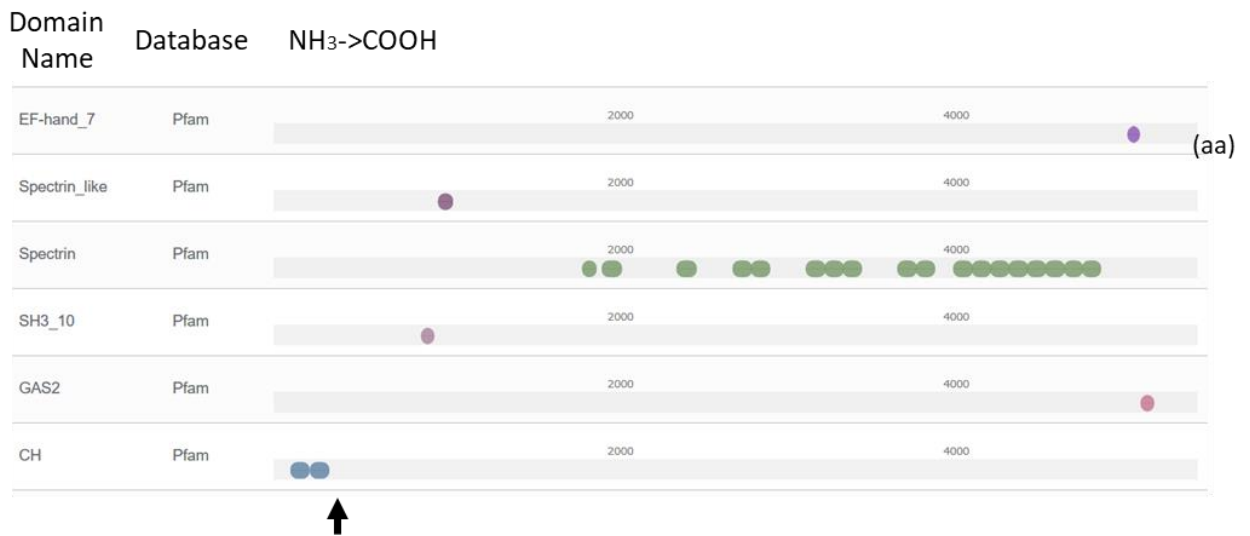 Domain Name Database NH3->COOH
EF-hand_7 Pfam 2000 4000
(aa)
Spectrin_like Pfam 2000 4000
Spectrin Pfam 2000 4000
SH3_10 Pfam 2000 4000
GAS2 Pfam 2000 4000
CH Pfam 2000 4000